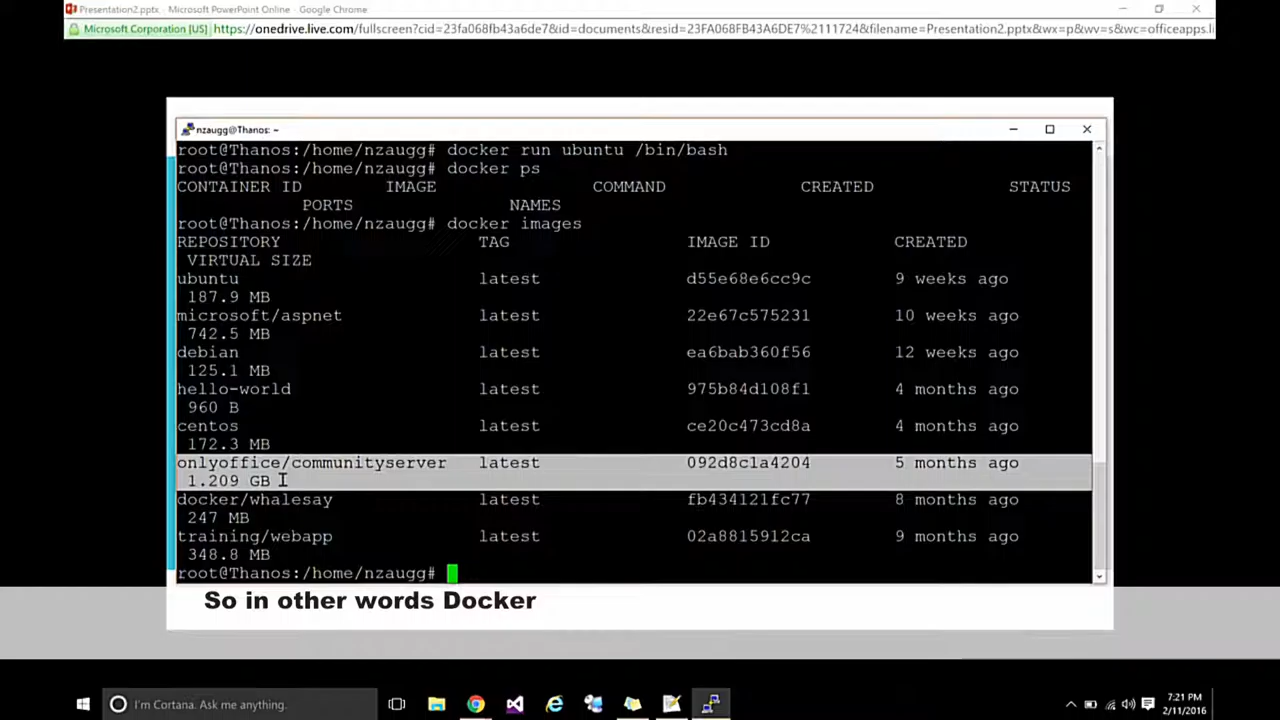 Presentation2.pptx - Microsoft PowerPoint Online - Google Chrome
Microsoft Corporation [US] https://onedrive.live.com/fullscreen?cid=23fa068fb43a6de7&id=documents&resid=23FA068FB43A6DE7%2111724&filename=Presentation2.pptx&wx=p&wv=s&wc=officeapps.li
nzaugg@Thanos: ~
root@Thanos:/home/nzaugg# docker run ubuntu /bin/bash
root@Thanos:/home/nzaugg# docker ps
CONTAINER ID IMAGE COMMAND CREATED STATUS
PORTS NAMES
root@Thanos:/home/nzaugg# docker images
REPOSITORY TAG IMAGE ID CREATED
VIRTUAL SIZE
ubuntu latest d55e68e6cc9c 9 weeks ago
187.9 MB
microsoft/aspnet latest 22e67c575231 10 weeks ago
742.5 MB
debian latest ea6bab360f56 12 weeks ago
125.1 MB
hello-world latest 975b84d108f1 4 months ago
960 B
centos latest ce20c473cd8a 4 months ago
172.3 MB
onlyoffice/communityserver latest 092d8c1a4204 5 months ago
1.209 GB
docker/whalesay latest fb434121fc77 8 months ago
247 MB
training/webapp latest 02a8815912ca 9 months ago
348.8 MB
root@Thanos:/home/nzaugg#
So in other words Docker
I'm Cortana. Ask me anything.
7:21 PM
2/11/2016